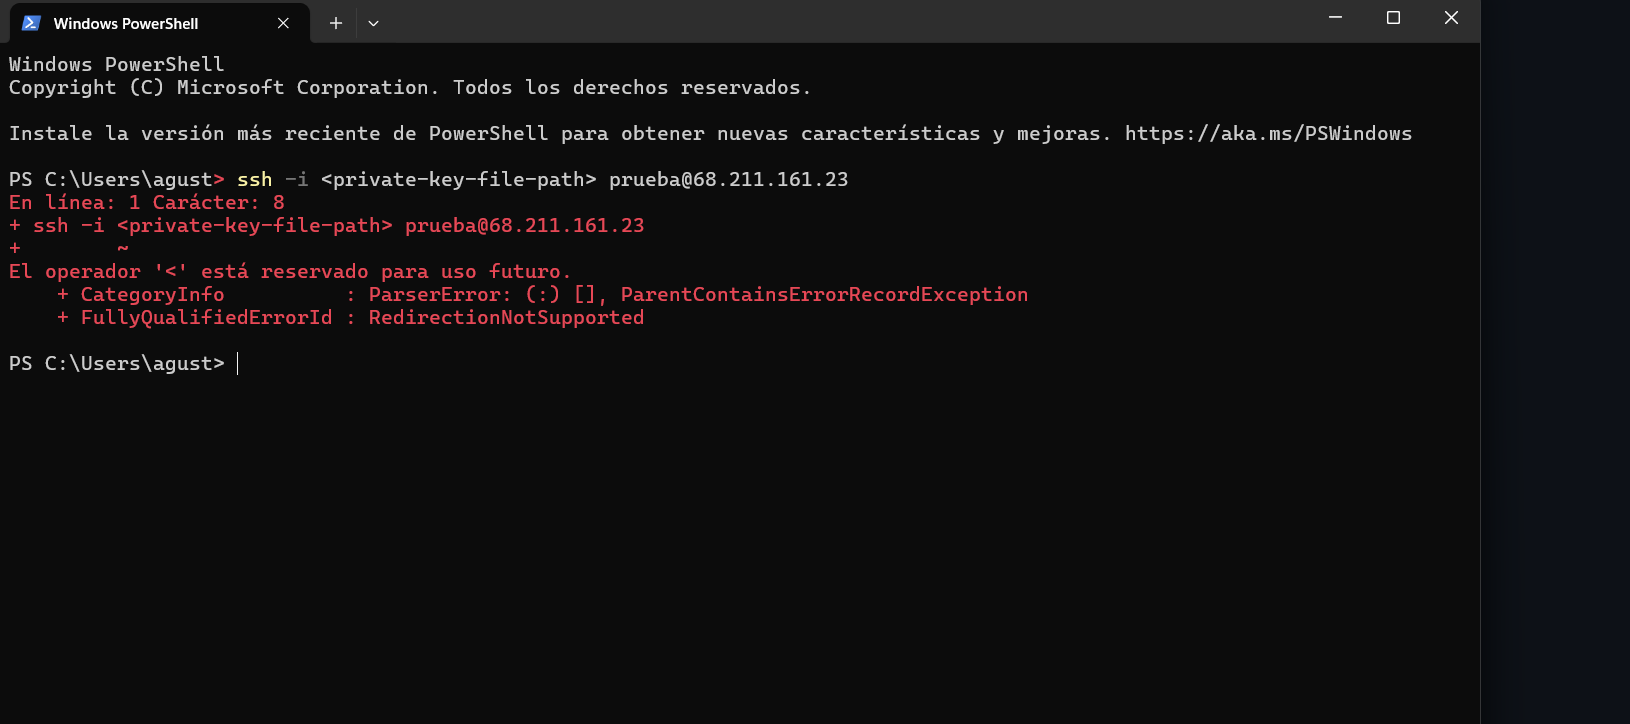 Windows PowerShell
Windows PowerShell
Copyright (C) Microsoft Corporation. Todos los derechos reservados.
Instale la versión más reciente de PowerShell para obtener nuevas características y mejoras. https://aka.ms/PSWindows
PS C:\Users\agust> ssh -i <private-key-file-path> prueba@68.211.161.23
En línea: 1 Carácter: 8
+ ssh -i <private-key-file-path> prueba@68.211.161.23
+        ~
El operador '<' está reservado para uso futuro.
    + CategoryInfo          : ParserError: (:) [], ParentContainsErrorRecordException
    + FullyQualifiedErrorId : RedirectionNotSupported
PS C:\Users\agust>